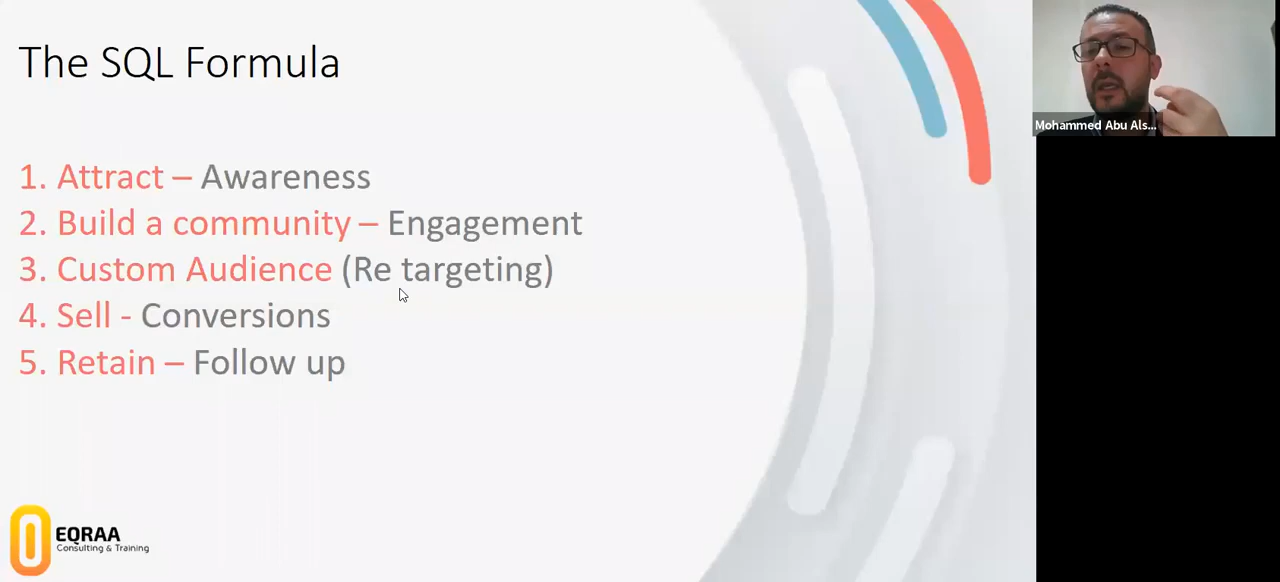 The SQL Formula
1. Attract – Awareness
2. Build a community – Engagement
3. Custom Audience (Re targeting)
4. Sell - Conversions
5. Retain – Follow up
EQRAA
Consulting & Training
Mohammed Abu Als...